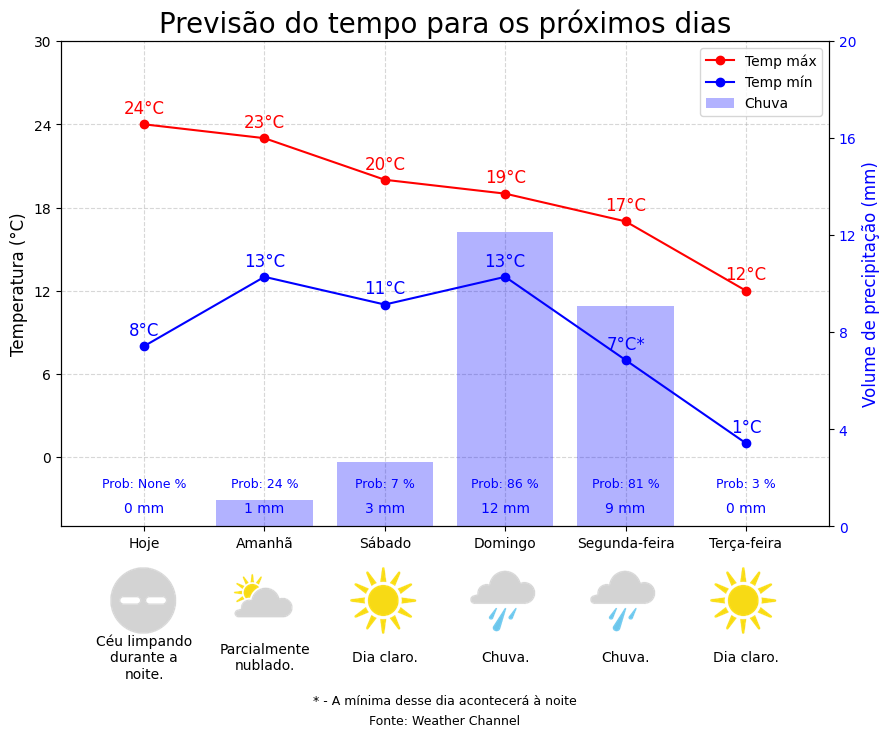 Previsão do tempo para os próximos dias
30
24
18
12
6
0
Temperatura (°C)
20
16
12
8
4
0
Volume de precipitação (mm)
Temp máx
Temp mín
Chuva
24°C
23°C
20°C
19°C
17°C
12°C
8°C
13°C
11°C
13°C
7°C*
1°C
Prob: None %
Prob: 24 %
Prob: 7 %
Prob: 86 %
Prob: 81 %
Prob: 3 %
0 mm
1 mm
3 mm
12 mm
9 mm
0 mm
Hoje
Amanhã
Sábado
Domingo
Segunda-feira
Terça-feira
Céu limpando
durante a
noite.
Parcialmente
nublado.
Dia claro.
Chuva.
Chuva.
Dia claro.
* - A mínima desse dia acontecerá à noite
Fonte: Weather Channel